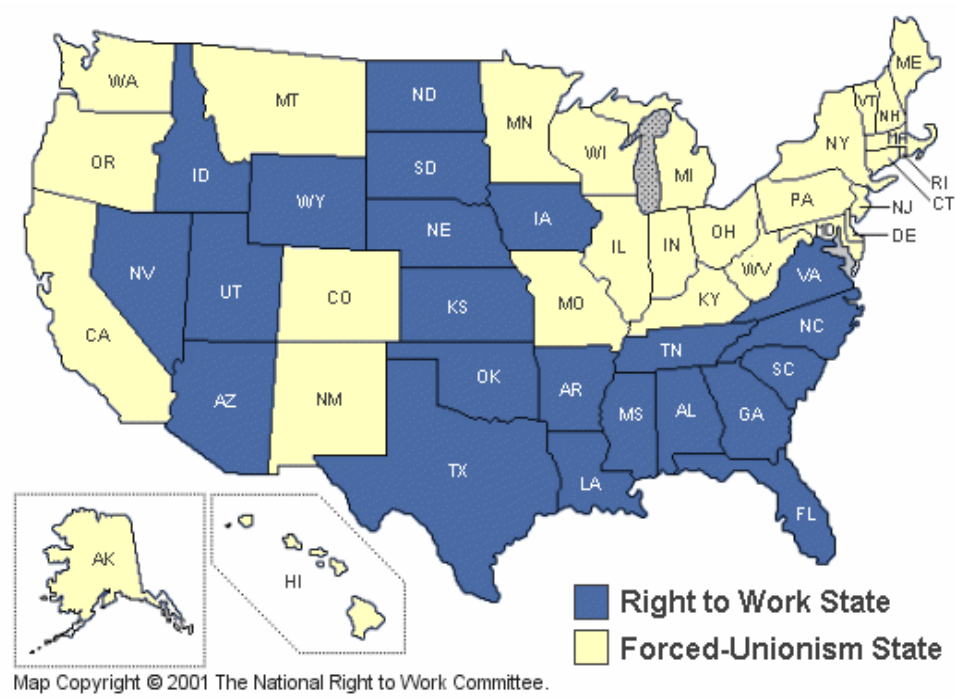 WA
MT
ND
MN
ME
VT
NH
MA
NY
WI
MI
OR
ID
SD
WY
RI
CT
PA
NJ
IA
NE
DE
OH
IL
IN
NV
UT
CO
KS
MO
WV
VA
KY
CA
NC
TN
OK
AR
SC
AZ
NM
MS
AL
GA
TX
LA
FL
AK
HI
Right to Work State
Forced-Unionism State
Map Copyright © 2001 The National Right to Work Committee.